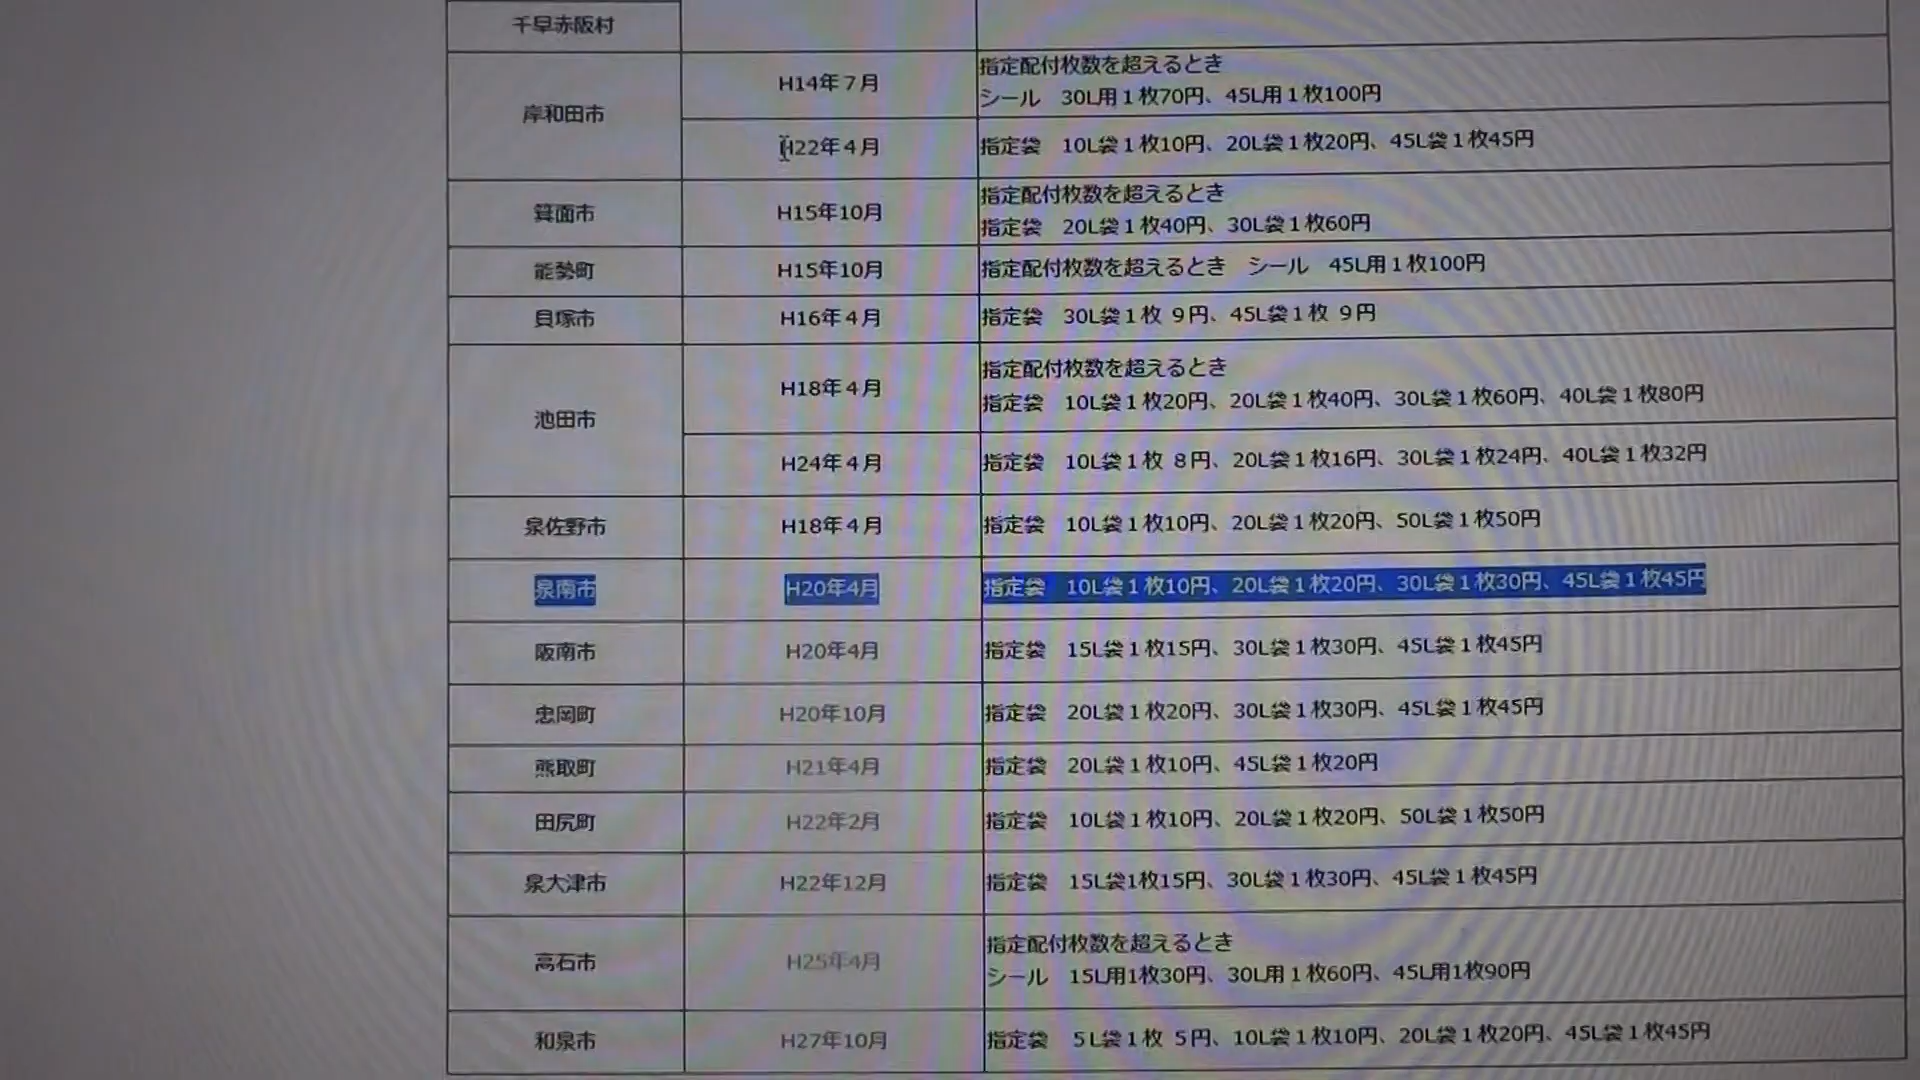 千早赤阪村
岸和田市
H14年７月
指定配付枚数を超えるとき
シール　30L用１枚70円、45L用１枚100円
H22年４月
指定袋　10L袋１枚10円、20L袋１枚20円、45L袋１枚45円
箕面市
H15年10月
指定配付枚数を超えるとき
指定袋　20L袋１枚40円、30L袋１枚60円
能勢町
H15年10月
指定配付枚数を超えるとき　シール　45L用１枚100円
貝塚市
H16年４月
指定袋　30L袋１枚 ９円、45L袋１枚 ９円
池田市
H18年４月
指定配付枚数を超えるとき
指定袋　10L袋１枚20円、20L袋１枚40円、30L袋１枚60円、40L袋１枚80円
H24年４月
指定袋　10L袋１枚 ８円、20L袋１枚16円、30L袋１枚24円、40L袋１枚32円
泉佐野市
H18年４月
指定袋　10L袋１枚10円、20L袋１枚20円、50L袋１枚50円
泉南市
H20年4月
指定袋　10L袋１枚10円、20L袋１枚20円、30L袋１枚30円、45L袋１枚45円
阪南市
H20年4月
指定袋　15L袋１枚15円、30L袋１枚30円、45L袋１枚45円
忠岡町
H20年10月
指定袋　20L袋１枚20円、30L袋１枚30円、45L袋１枚45円
熊取町
H21年4月
指定袋　20L袋１枚10円、45L袋１枚20円
田尻町
H22年2月
指定袋　10L袋１枚10円、20L袋１枚20円、50L袋１枚50円
泉大津市
H22年12月
指定袋　15L袋1枚15円、30L袋１枚30円、45L袋１枚45円
高石市
H25年4月
指定配付枚数を超えるとき
シール　15L用1枚30円、30L用１枚60円、45L用1枚90円
和泉市
H27年10月
指定袋　５L袋１枚 ５円、10L袋１枚10円、20L袋１枚20円、45L袋１枚45円